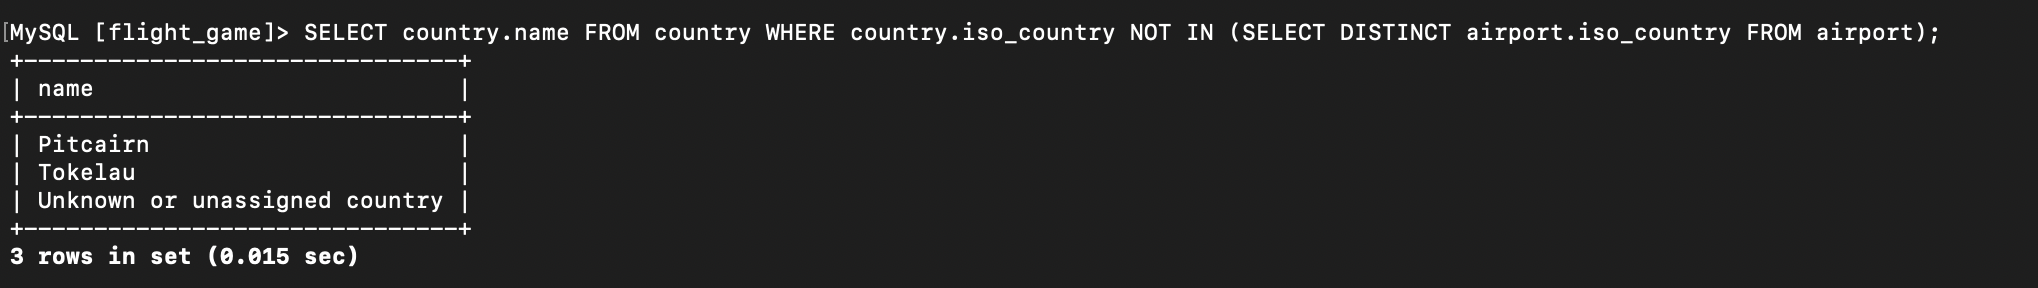 [MySQL [flight_game]> SELECT country.name FROM country WHERE country.iso_country NOT IN (SELECT DISTINCT airport.iso_country FROM airport);
+-------------------------------+
| name                          |
+-------------------------------+
| Pitcairn                      |
| Tokelau                       |
| Unknown or unassigned country |
+-------------------------------+
3 rows in set (0.015 sec)